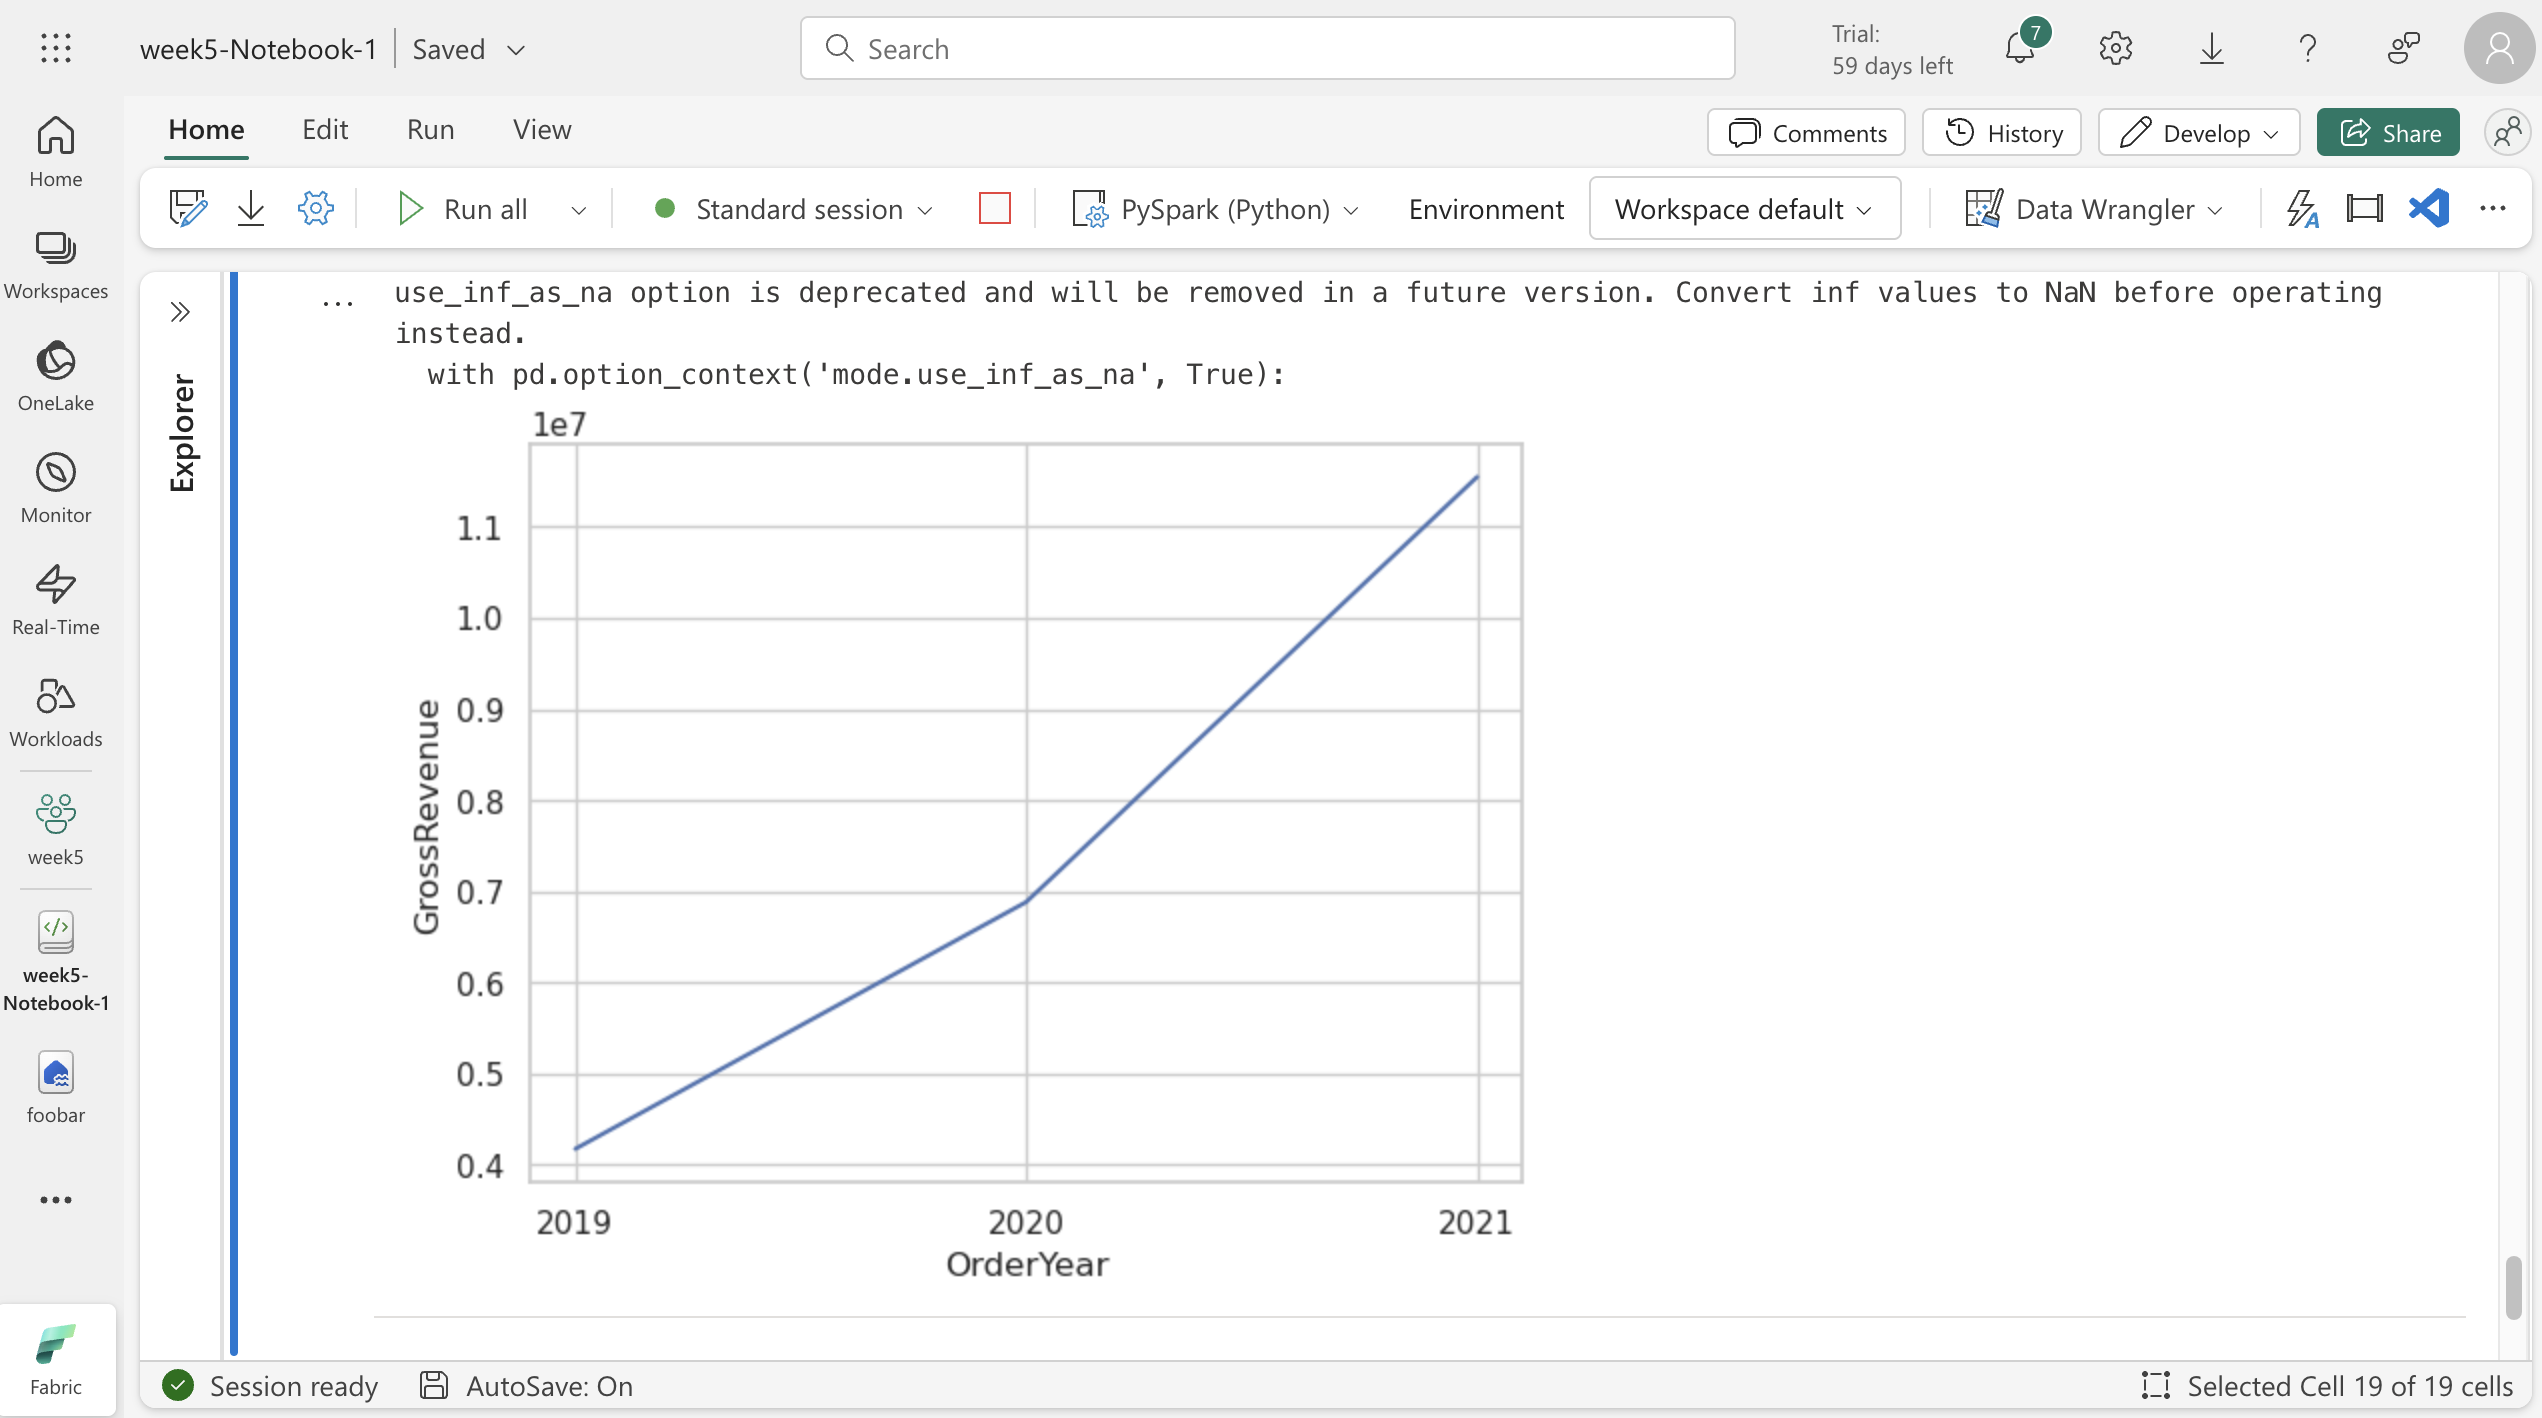 week5-Notebook-1
Saved
Search
Trial:
59 days left
7
Home
Edit
Run
View
Comments
History
Develop
Share
Run all
Standard session
PySpark (Python)
Environment
Workspace default
Data Wrangler
Home
Workspaces
OneLake
Monitor
Real-Time
Workloads
week5
week5-
Notebook-1
foobar
Fabric
Explorer
use_inf_as_na option is deprecated and will be removed in a future version. Convert inf values to NaN before operating
instead.
with pd.option_context('mode.use_inf_as_na', True):
1e7
1.1
1.0
0.9
0.8
0.7
0.6
0.5
0.4
GrossRevenue
2019
2020
2021
OrderYear
Session ready
AutoSave: On
Selected Cell 19 of 19 cells